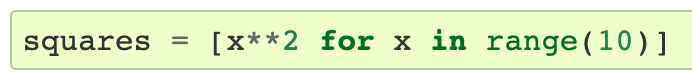 squares = [x**2 for x in range(10)]